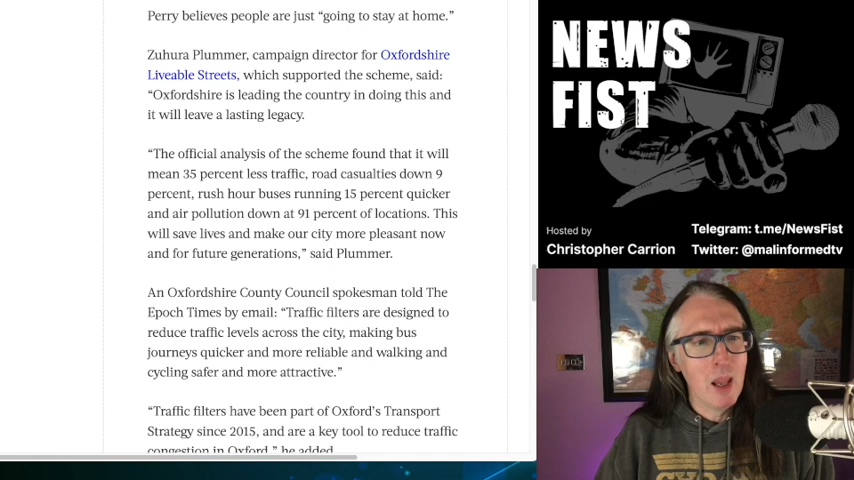 Perry believes people are just “going to stay at home.”
Zuhura Plummer, campaign director for Oxfordshire
Liveable Streets, which supported the scheme, said:
“Oxfordshire is leading the country in doing this and
it will leave a lasting legacy.
“The official analysis of the scheme found that it will
mean 35 percent less traffic, road casualties down 9
percent, rush hour buses running 15 percent quicker
and air pollution down at 91 percent of locations. This
will save lives and make our city more pleasant now
and for future generations,” said Plummer.
An Oxfordshire County Council spokesman told The
Epoch Times by email: “Traffic filters are designed to
reduce traffic levels across the city, making bus
journeys quicker and more reliable and walking and
cycling safer and more attractive.”
“Traffic filters have been part of Oxford’s Transport
Strategy since 2015, and are a key tool to reduce traffic
congestion in Oxford,” he added.
NEWS
FIST
Hosted by
Christopher Carrion
Telegram: t.me/NewsFist
Twitter: @malinformedtv